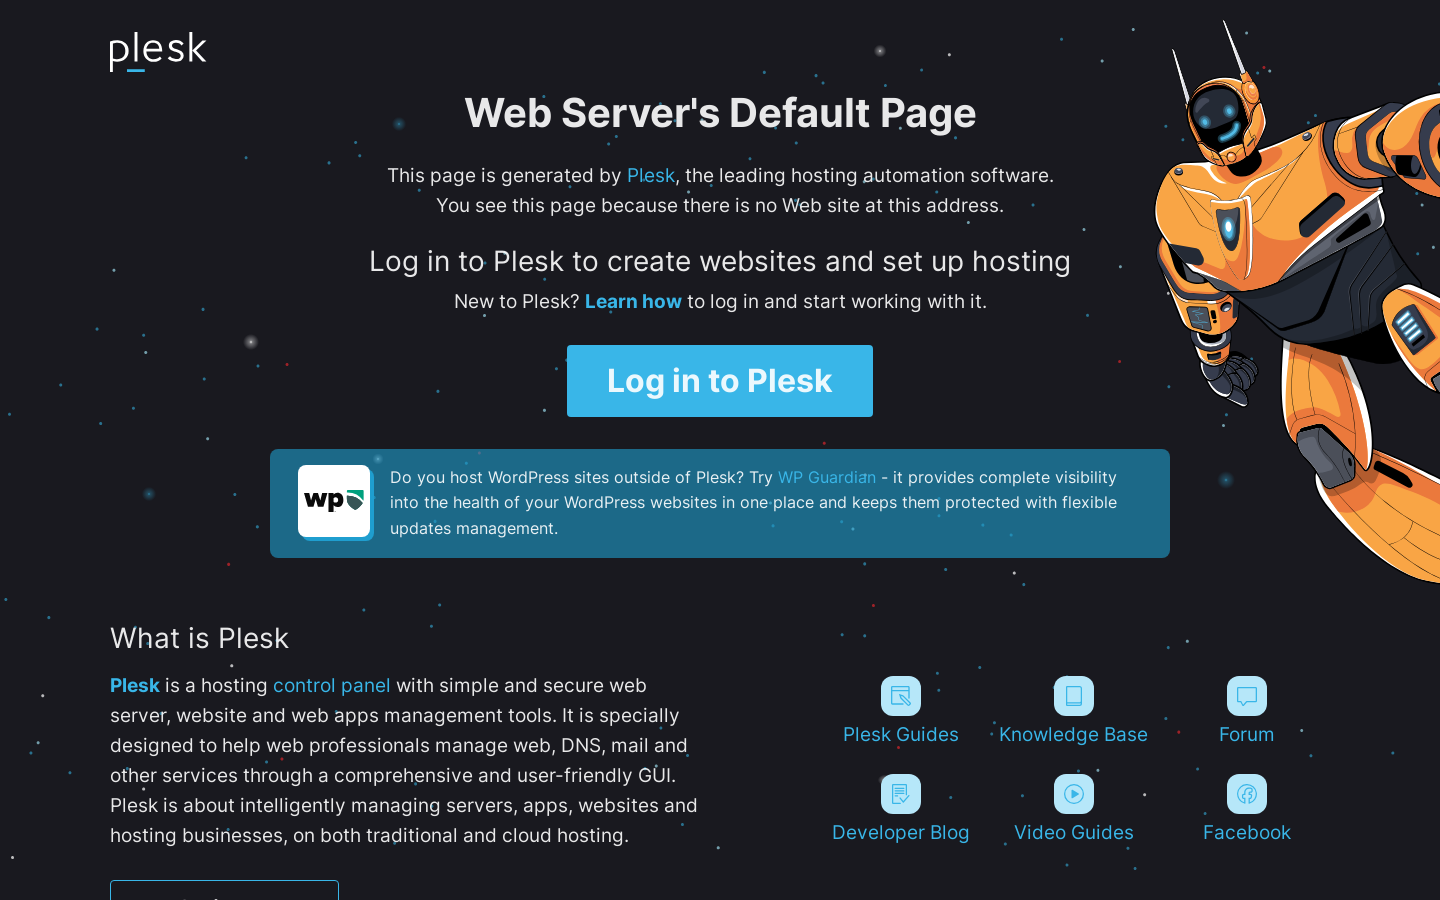 plesk
Web Server's Default Page
This page is generated by Plesk, the leading hosting automation software.
You see this page because there is no Web site at this address.
Log in to Plesk to create websites and set up hosting
New to Plesk? Learn how to log in and start working with it.
Log in to Plesk
wp
Do you host WordPress sites outside of Plesk? Try WP Guardian - it provides complete visibility
into the health of your WordPress websites in one place and keeps them protected with flexible
updates management.
What is Plesk
Plesk is a hosting control panel with simple and secure web
server, website and web apps management tools. It is specially
designed to help web professionals manage web, DNS, mail and
other services through a comprehensive and user-friendly GUI.
Plesk is about intelligently managing servers, apps, websites and
hosting businesses, on both traditional and cloud hosting.
Plesk Guides
Knowledge Base
Forum
Developer Blog
Video Guides
Facebook